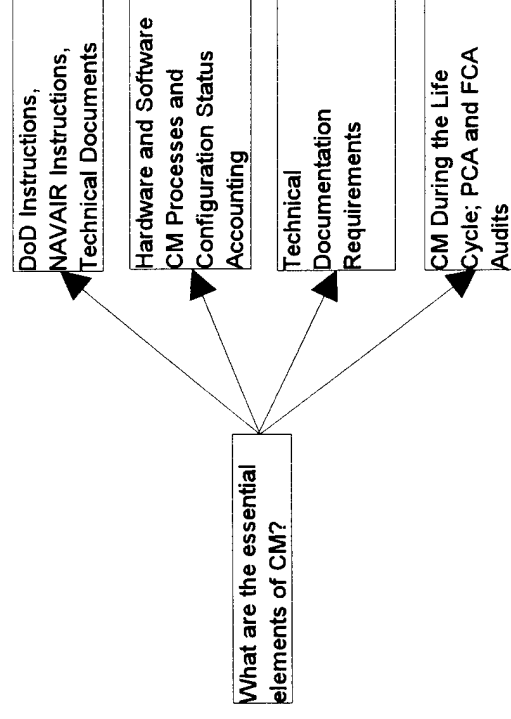 What are the essential
elements of CM?
DoD Instructions,
NAVAIR Instructions,
Technical Documents
Hardware and Software
CM Processes and
Configuration Status
Accounting
Technical
Documentation
Requirements
CM During the Life
Cycle; PCA and FCA
Audits